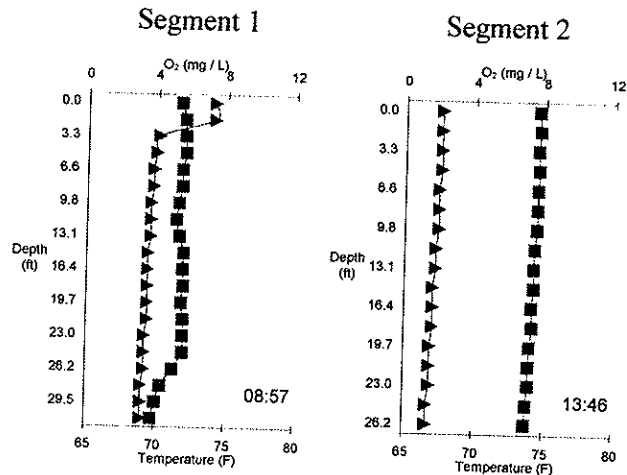 Segment 1
O2 (mg / L)
0 4 8 12
0.0
3.3
6.6
9.8
13.1
Depth
(ft)
16.4
19.7
23.0
26.2
29.5
08:57
65 70 75 80
Temperature (F)
Segment 2
O2 (mg / L)
0 4 8 12
0.0
3.3
6.6
9.8
Depth
(ft)
13.1
16.4
19.7
23.0
26.2
13:46
65 70 75 80
Temperature (F)